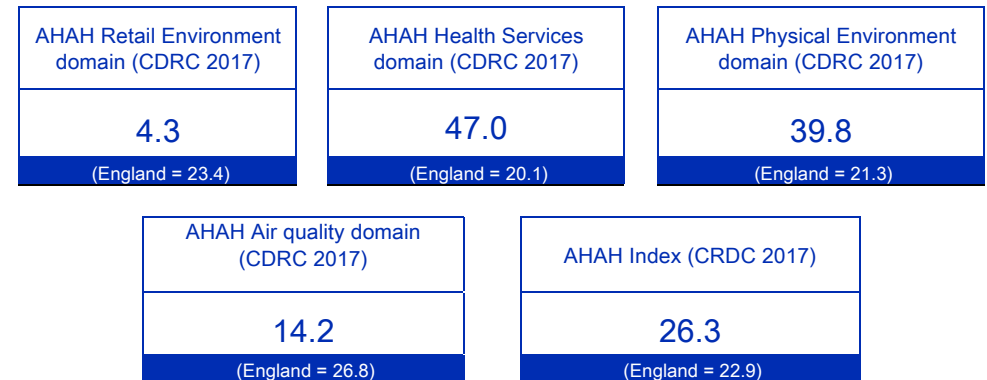 AHAH Retail Environment
domain (CDRC 2017)
4.3
(England = 23.4)
AHAH Health Services
domain (CDRC 2017)
47.0
(England = 20.1)
AHAH Physical Environment
domain (CDRC 2017)
39.8
(England = 21.3)
AHAH Air quality domain
(CDRC 2017)
14.2
(England = 26.8)
AHAH Index (CRDC 2017)
26.3
(England = 22.9)